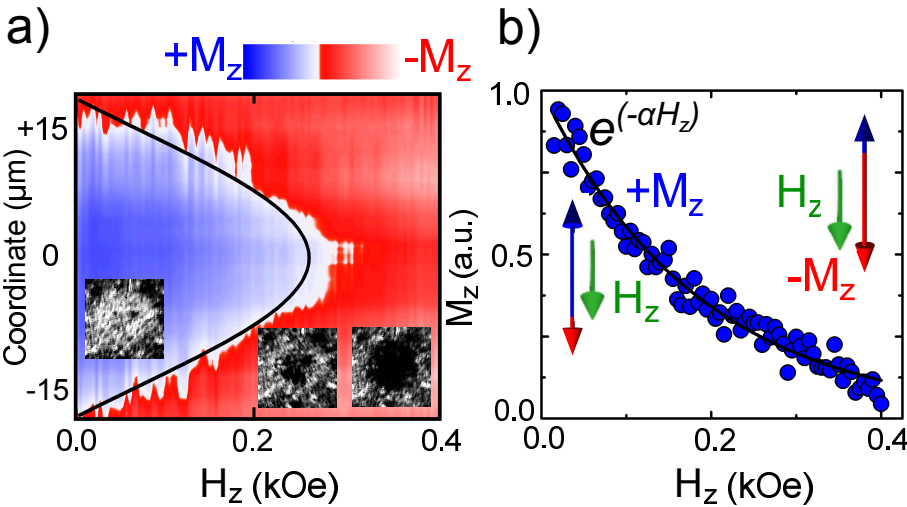 a)
+Mz
-Mz
+15
0
-15
Coordinate (μm)
0.0
0.2
0.4
Hz (kOe)
b)
1.0
0.5
0.0
Mz (a.u.)
e(-αHz)
+Mz
Hz
Hz
-Mz
0.0
0.2
0.4
Hz (kOe)